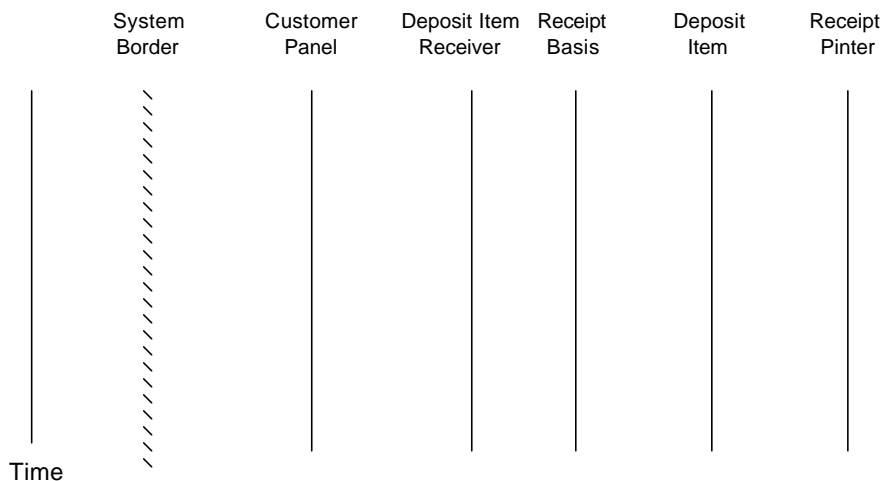 System Border
Customer Panel
Deposit Item Receiver
Receipt Basis
Deposit Item
Receipt Pinter
Time